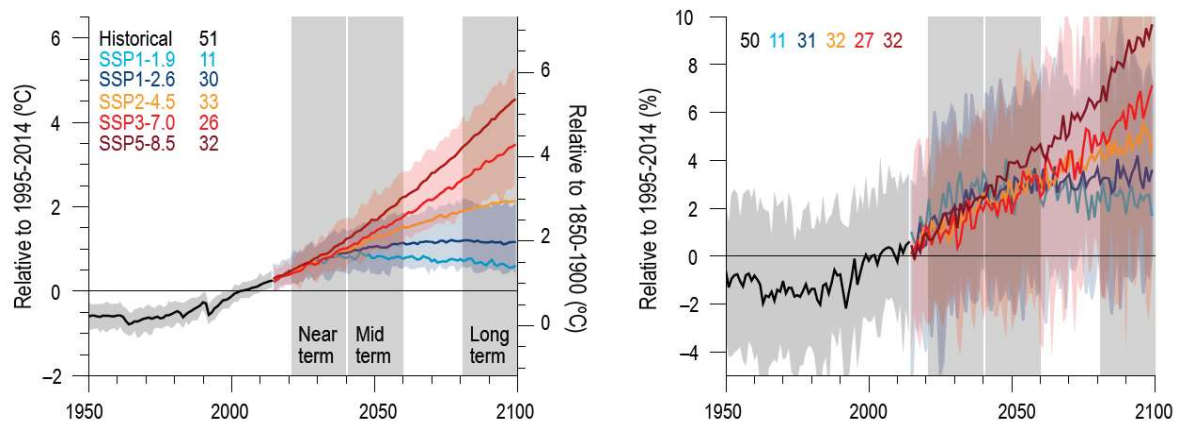 Relative to 1995-2014 (ºC)
6
4
2
0
–2
Historical 51
SSP1-1.9 11
SSP1-2.6 30
SSP2-4.5 33
SSP3-7.0 26
SSP5-8.5 32
Near term
Mid term
Long term
1950 2000 2050 2100
6
4
2
0
Relative to 1850-1900 (ºC)
Relative to 1995-2014 (%)
10
8
6
4
2
0
–2
–4
50 11 31 32 27 32
1950 2000 2050 2100